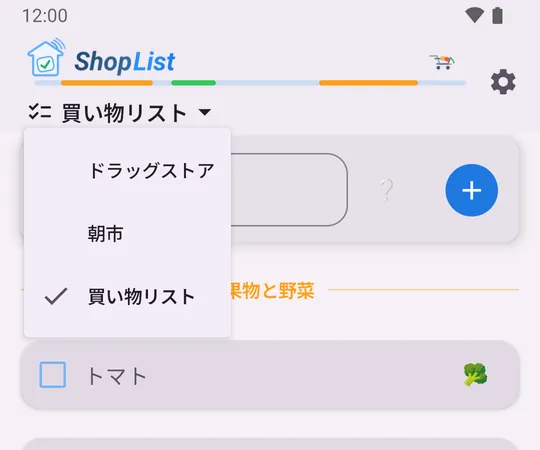 12:00
ShopList
買い物リスト
ドラッグストア
朝市
買い物リスト
果物と野菜
トマト